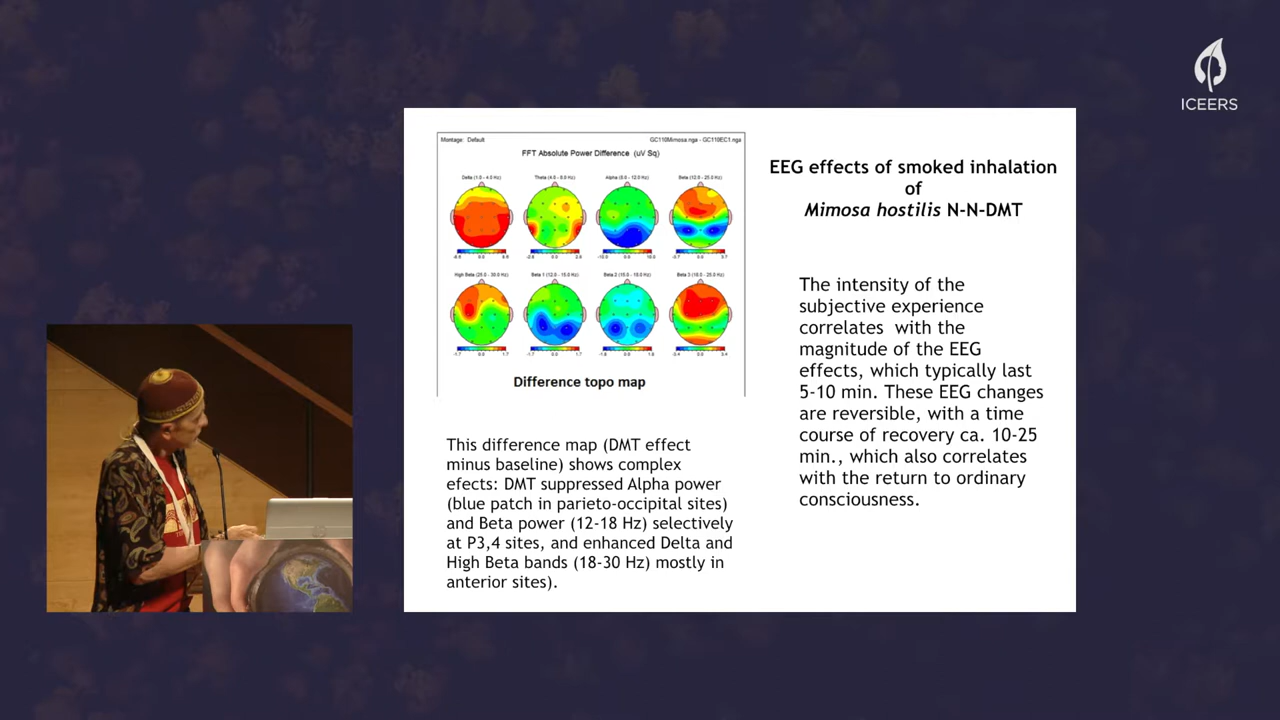 ICEERS
Montage: Default
GC110Mimosa.nga - GC110EC1.nga
FFT Absolute Power Difference (uV Sq)
Delta (1.0 - 4.0 Hz)
Theta (4.0 - 8.0 Hz)
Alpha (8.0 - 12.0 Hz)
Beta (12.0 - 25.0 Hz)
High Beta (25.0 - 30.0 Hz)
Beta 1 (12.0 - 15.0 Hz)
Beta 2 (15.0 - 18.0 Hz)
Beta 3 (18.0 - 25.0 Hz)
Difference topo map
This difference map (DMT effect
minus baseline) shows complex
efects: DMT suppressed Alpha power
(blue patch in parieto-occipital sites)
and Beta power (12-18 Hz) selectively
at P3,4 sites, and enhanced Delta and
High Beta bands (18-30 Hz) mostly in
anterior sites).
EEG effects of smoked inhalation
of
Mimosa hostilis N-N-DMT
The intensity of the
subjective experience
correlates with the
magnitude of the EEG
effects, which typically last
5-10 min. These EEG changes
are reversible, with a time
course of recovery ca. 10-25
min., which also correlates
with the return to ordinary
consciousness.